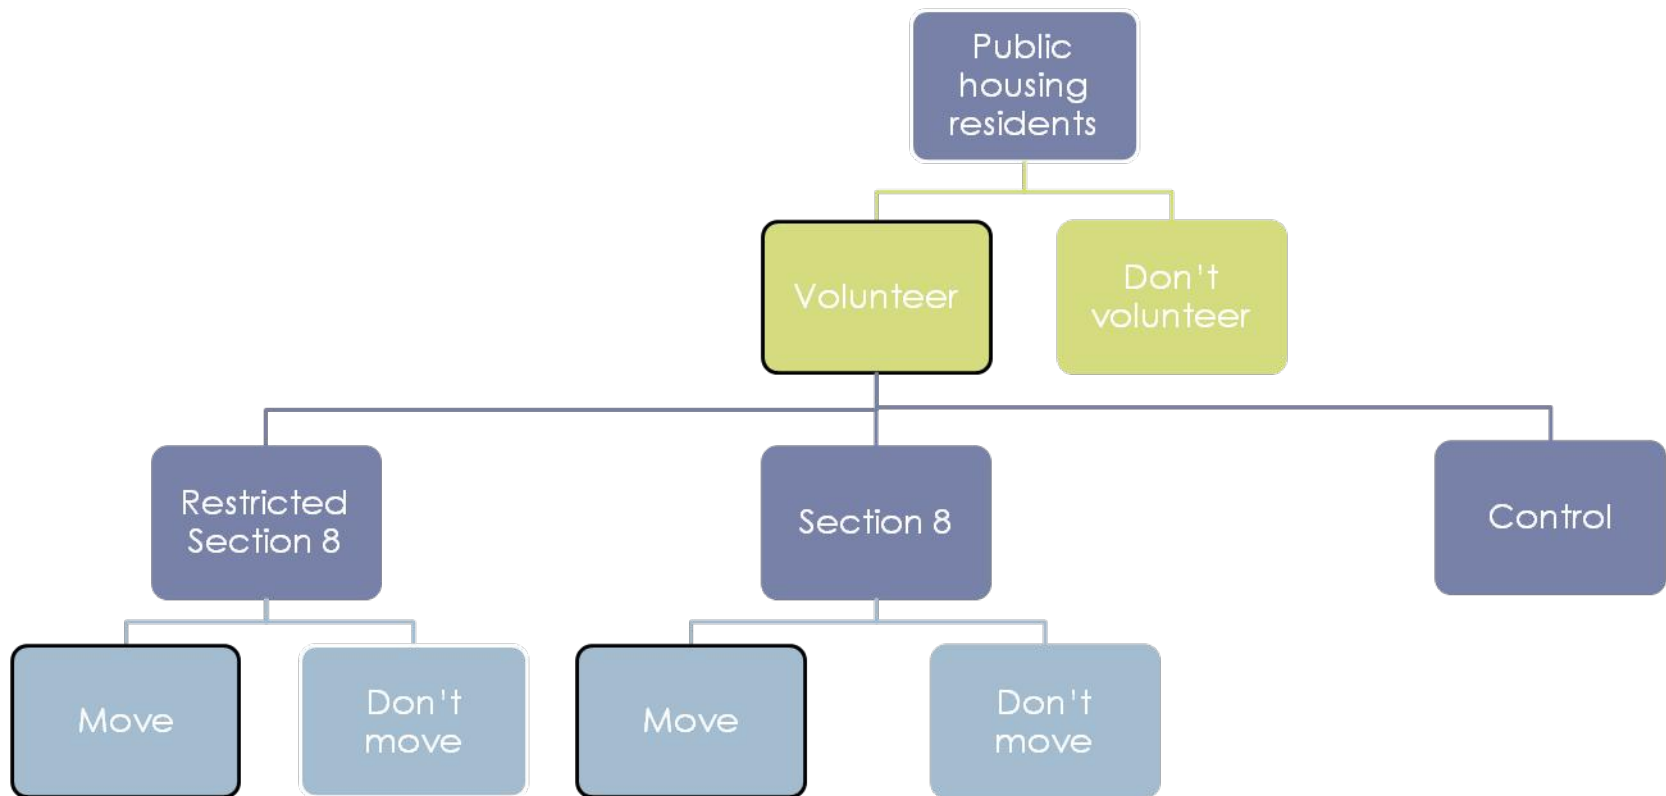 Public
housing
residents
Volunteer
Don't
volunteer
Restricted
Section 8
Section 8
Control
Move
Don't
move
Move
Don't
move